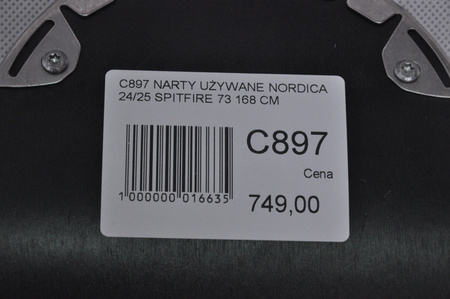 C897 NARTY UŻYWANE NORDICA
24/25 SPITFIRE 73 168 CM
C897
Cena
749,00
1 000000 016635